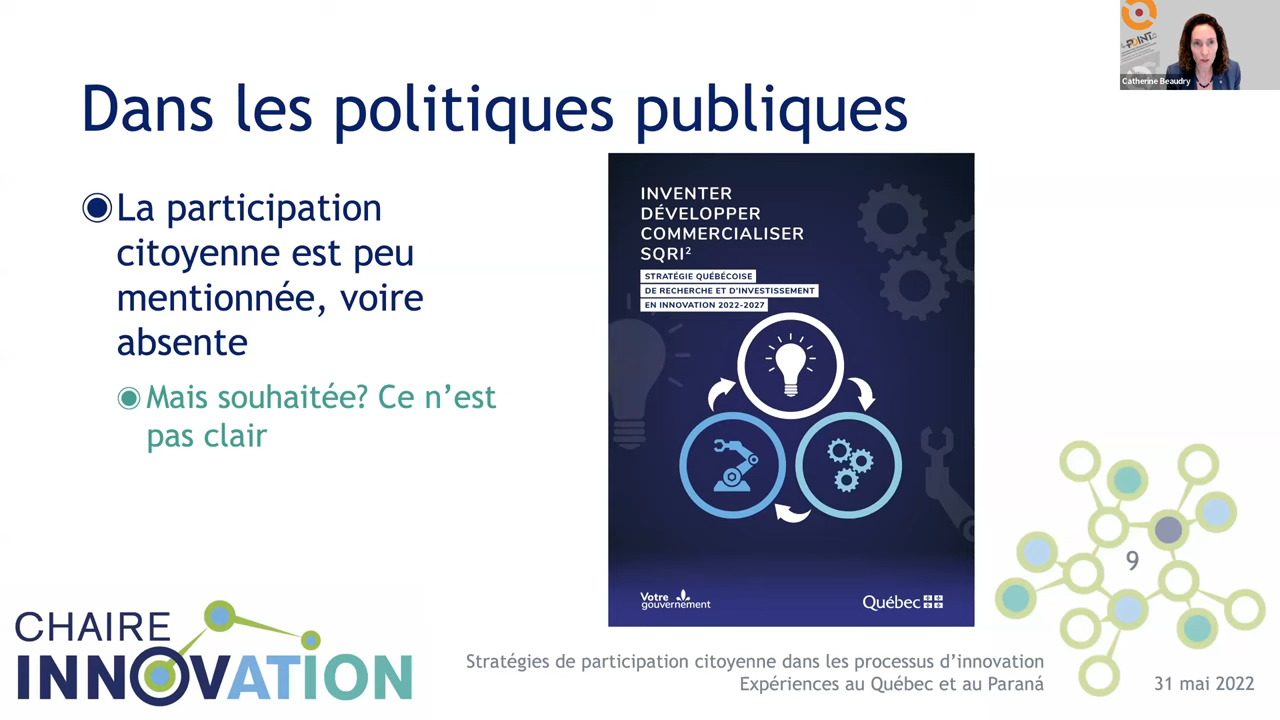 Dans les politiques publiques
La participation
citoyenne est peu
mentionnée, voire
absente
Mais souhaitée? Ce n’est
pas clair
INVENTER
DÉVELOPPER
COMMERCIALISER
SQRI²
STRATÉGIE QUÉBÉCOISE
DE RECHERCHE ET D'INVESTISSEMENT
EN INNOVATION 2022-2027
Votre
gouvernement
Québec
POINT
Catherine Beaudry
9
CHAIRE
INNOVATION
Stratégies de participation citoyenne dans les processus d’innovation
Expériences au Québec et au Paraná
31 mai 2022